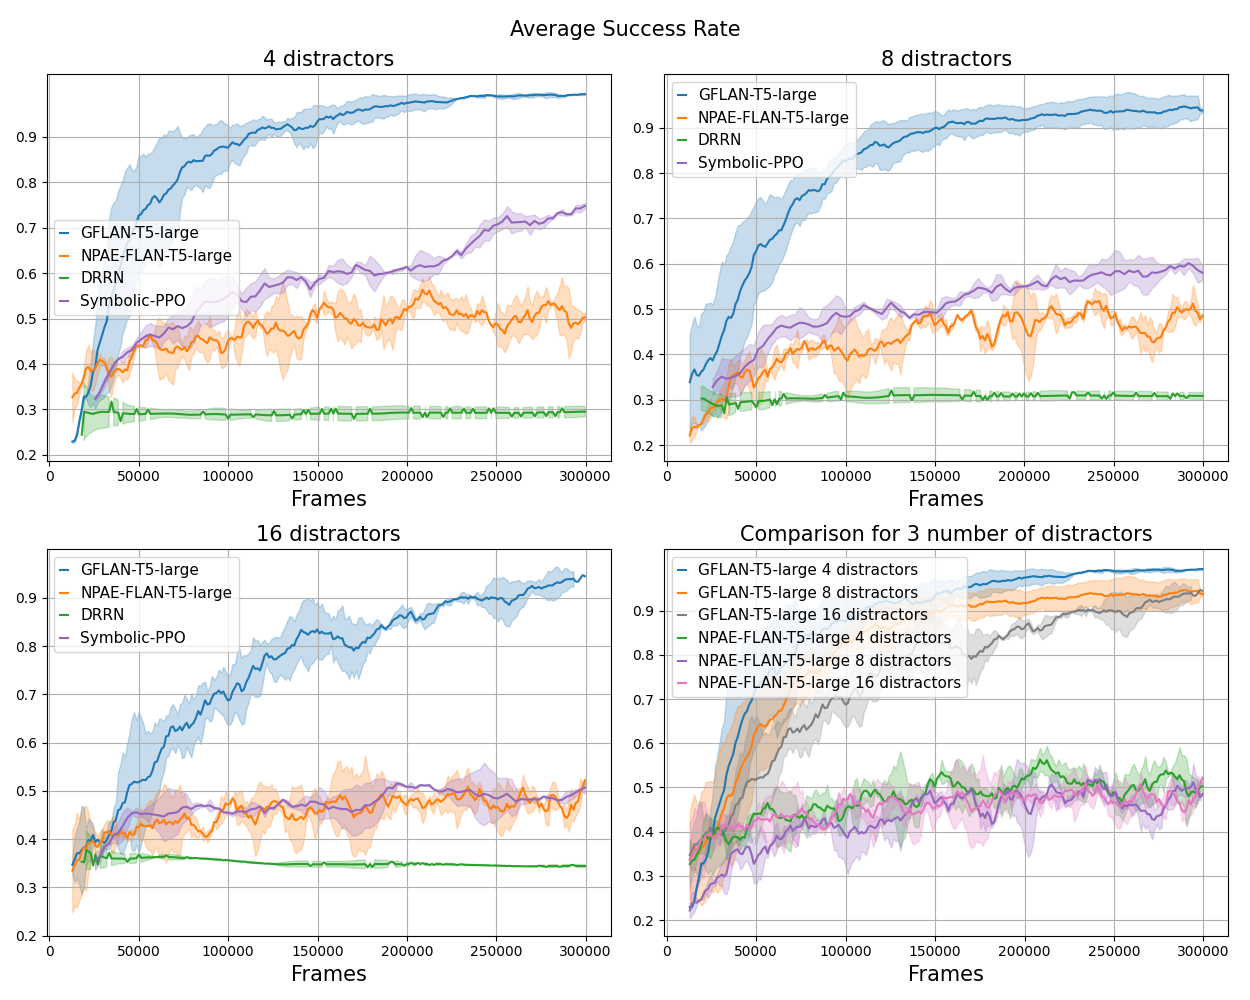 Average Success Rate
4 distractors
GFLAN-T5-large
NPAE-FLAN-T5-large
DRRN
Symbolic-PPO
0.9
0.8
0.7
0.6
0.5
0.4
0.3
0.2
0 50000 100000 150000 200000 250000 300000
Frames
8 distractors
GFLAN-T5-large
NPAE-FLAN-T5-large
DRRN
Symbolic-PPO
0.9
0.8
0.7
0.6
0.5
0.4
0.3
0.2
0 50000 100000 150000 200000 250000 300000
Frames
16 distractors
GFLAN-T5-large
NPAE-FLAN-T5-large
DRRN
Symbolic-PPO
0.9
0.8
0.7
0.6
0.5
0.4
0.3
0.2
0 50000 100000 150000 200000 250000 300000
Frames
Comparison for 3 number of distractors
GFLAN-T5-large 4 distractors
GFLAN-T5-large 8 distractors
GFLAN-T5-large 16 distractors
NPAE-FLAN-T5-large 4 distractors
NPAE-FLAN-T5-large 8 distractors
NPAE-FLAN-T5-large 16 distractors
0.9
0.8
0.7
0.6
0.5
0.4
0.3
0.2
0 50000 100000 150000 200000 250000 300000
Frames